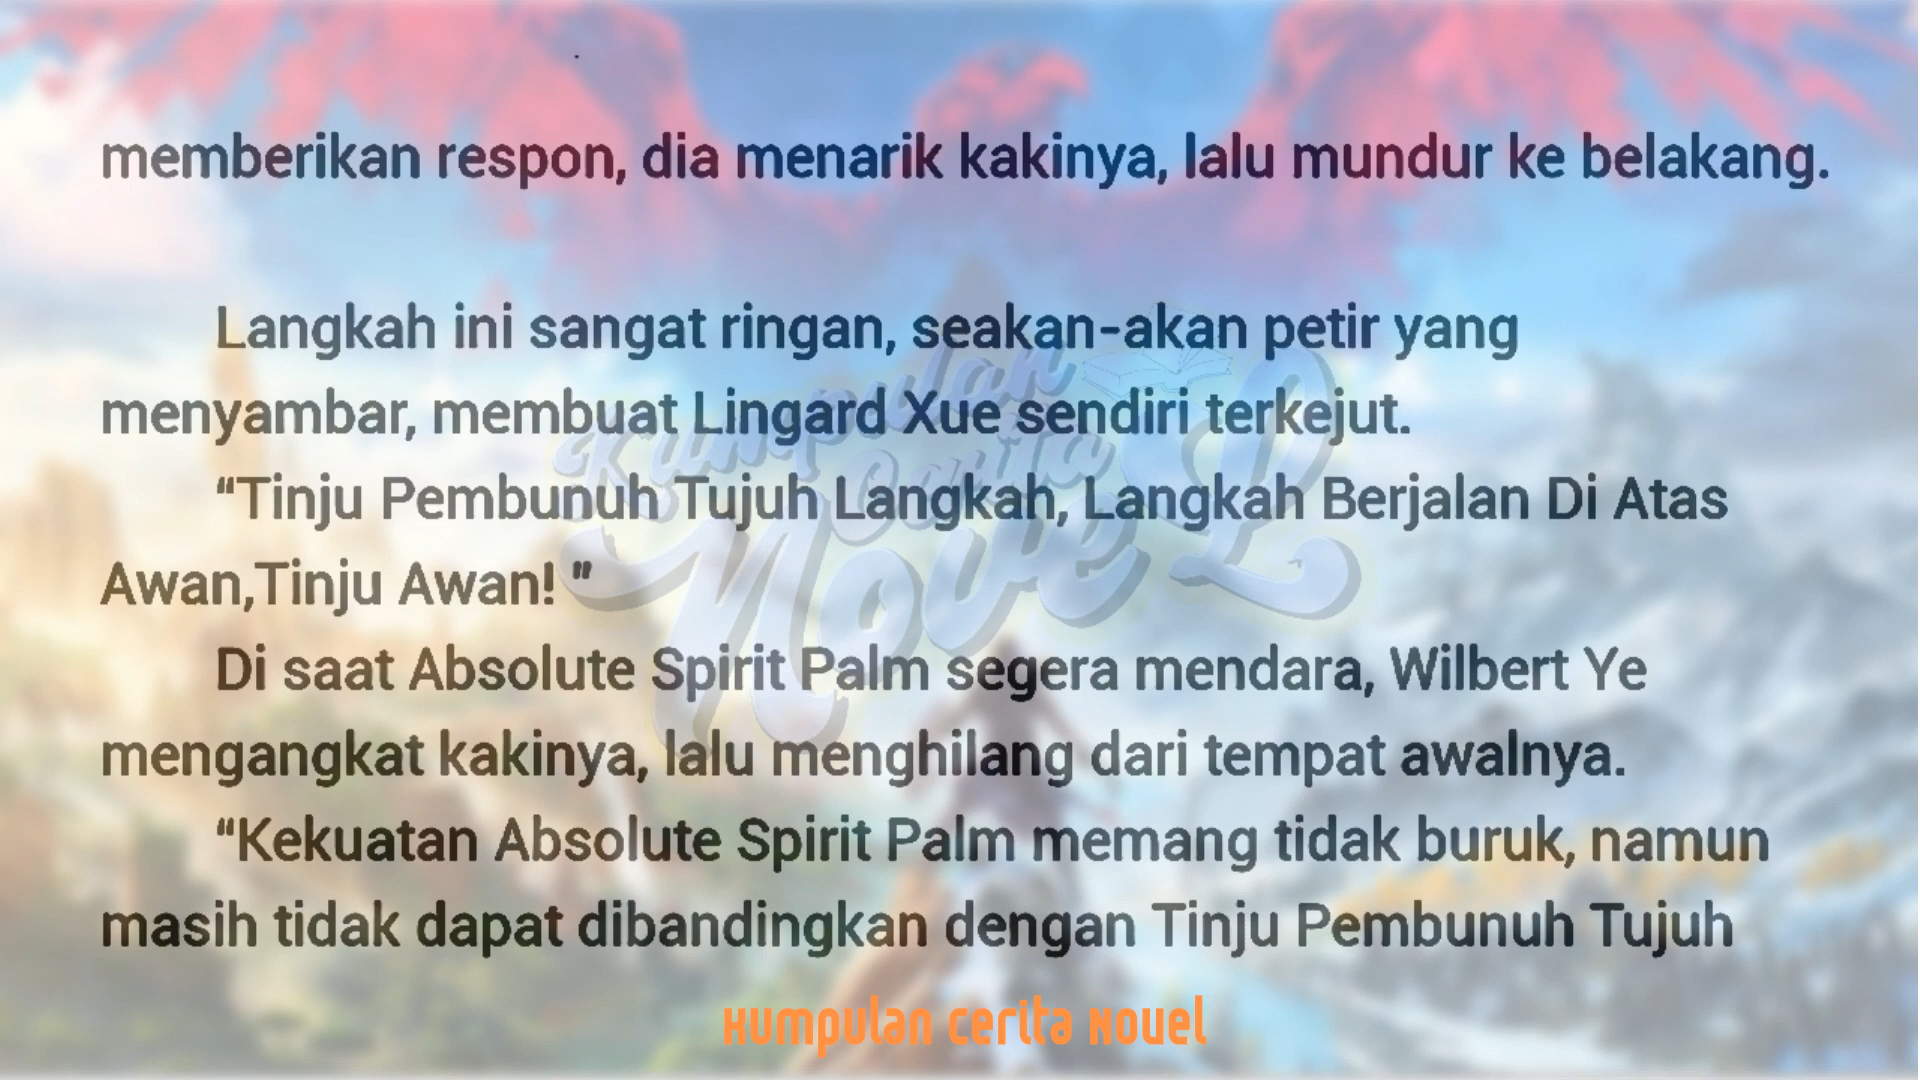 memberikan respon, dia menarik kakinya, lalu mundur ke belakang.
Langkah ini sangat ringan, seakan-akan petir yang
menyambar, membuat Lingard Xue sendiri terkejut.
“Tinju Pembunuh Tujuh Langkah, Langkah Berjalan Di Atas
Awan,Tinju Awan! "
Di saat Absolute Spirit Palm segera mendara, Wilbert Ye
mengangkat kakinya, lalu menghilang dari tempat awalnya.
“Kekuatan Absolute Spirit Palm memang tidak buruk, namun
masih tidak dapat dibandingkan dengan Tinju Pembunuh Tujuh
Kumpulan Cerita Novel
Kumpulan Cerita Novel